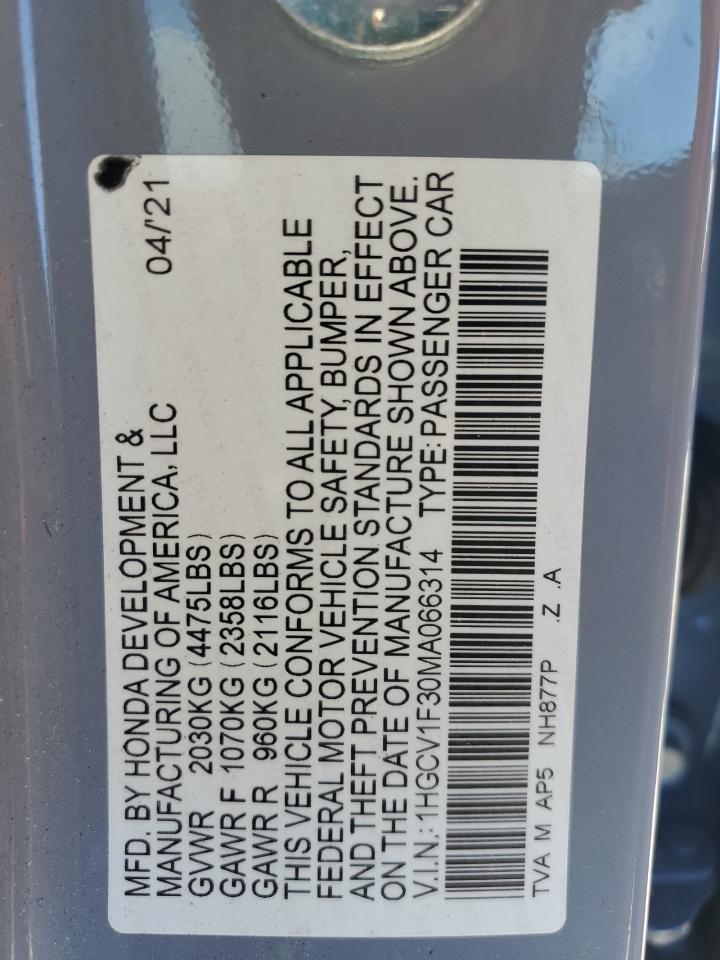 MFD. BY HONDA DEVELOPMENT &
MANUFACTURING OF AMERICA, LLC 04/'21
GVWR 2030KG (4475LBS)
GAWR F 1070KG (2358LBS)
GAWR R 960KG (2116LBS)
THIS VEHICLE CONFORMS TO ALL APPLICABLE
FEDERAL MOTOR VEHICLE SAFETY, BUMPER,
AND THEFT PREVENTION STANDARDS IN EFFECT
ON THE DATE OF MANUFACTURE SHOWN ABOVE.
V.I.N.: 1HGCV1F30MA066314 TYPE: PASSENGER CAR
TVA M AP5 NH877P .Z .A